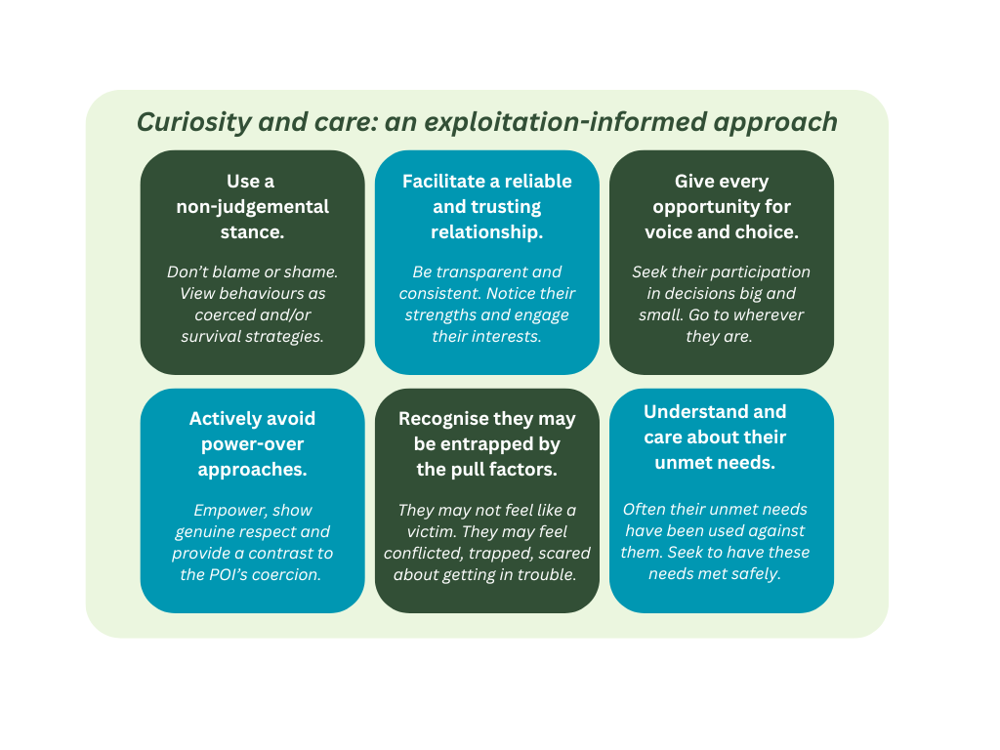 Curiosity and care: an exploitation-informed approach
Use a
non-judgemental
stance.
Don’t blame or shame.
View behaviours as
coerced and/or
survival strategies.
Facilitate a reliable
and trusting
relationship.
Be transparent and
consistent. Notice their
strengths and engage
their interests.
Give every
opportunity for
voice and choice.
Seek their participation
in decisions big and
small. Go to wherever
they are.
Actively avoid
power-over
approaches.
Empower, show
genuine respect and
provide a contrast to
the POI’s coercion.
Recognise they may
be entrapped by
the pull factors.
They may not feel like a
victim. They may feel
conflicted, trapped, scared
about getting in trouble.
Understand and
care about their
unmet needs.
Often their unmet needs
have been used against
them. Seek to have these
needs met safely.